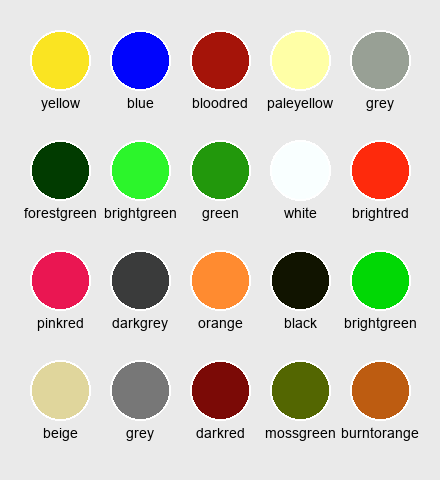 yellow blue bloodred paleyellow grey
forestgreen brightgreen green white brightred
pinkred darkgrey orange black brightgreen
beige grey darkred mossgreen burntorange